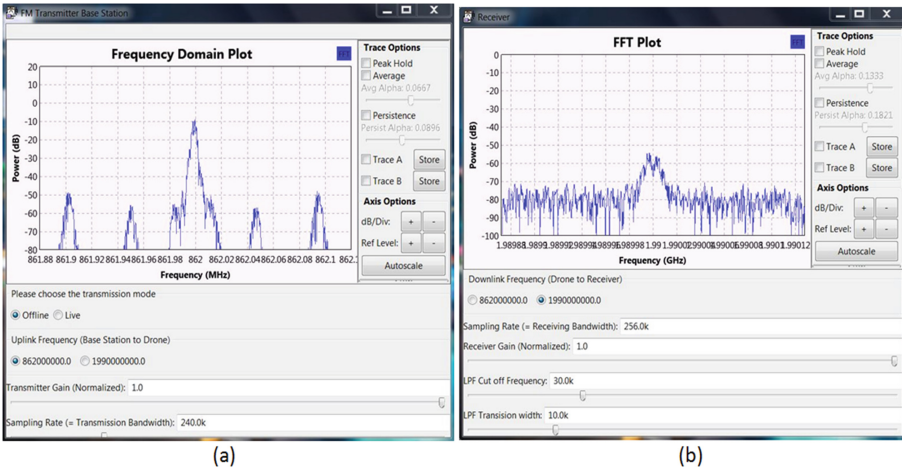 FM Transmitter Base Station
Frequency Domain Plot
FFT
Power (dB)
20
10
0
-10
-20
-30
-40
-50
-60
-70
-80
861.88 861.9 861.92 861.94 861.96 861.98 862 862.02 862.04 862.06 862.08 862.1 862.
Frequency (MHz)
Trace Options
Peak Hold
Average
Avg Alpha: 0.0667
Persistence
Persist Alpha: 0.0896
Trace A Store
Trace B Store
Axis Options
dB/Div: + -
Ref Level: + -
Autoscale
Please choose the transmission mode
Offline Live
Uplink Frequency (Base Station to Drone)
862000000.0 1990000000.0
Transmitter Gain (Normalized): 1.0
Sampling Rate (= Transmission Bandwidth): 240.0k
(a)
Receiver
FFT Plot
FFT
Power (dB)
0
-10
-20
-30
-40
-50
-60
-70
-80
-90
-100
Frequency (GHz)
Trace Options
Peak Hold
Average
Avg Alpha: 0.1333
Persistence
Persist Alpha: 0.1821
Trace A Store
Trace B Store
Axis Options
dB/Div: + -
Ref Level: + -
Autoscale
Downlink Frequency (Drone to Receiver)
862000000.0 1990000000.0
Sampling Rate (= Receiving Bandwidth): 256.0k
Receiver Gain (Normalized): 1.0
LPF Cut off Frequency: 30.0k
LPF Transision width: 10.0k
(b)